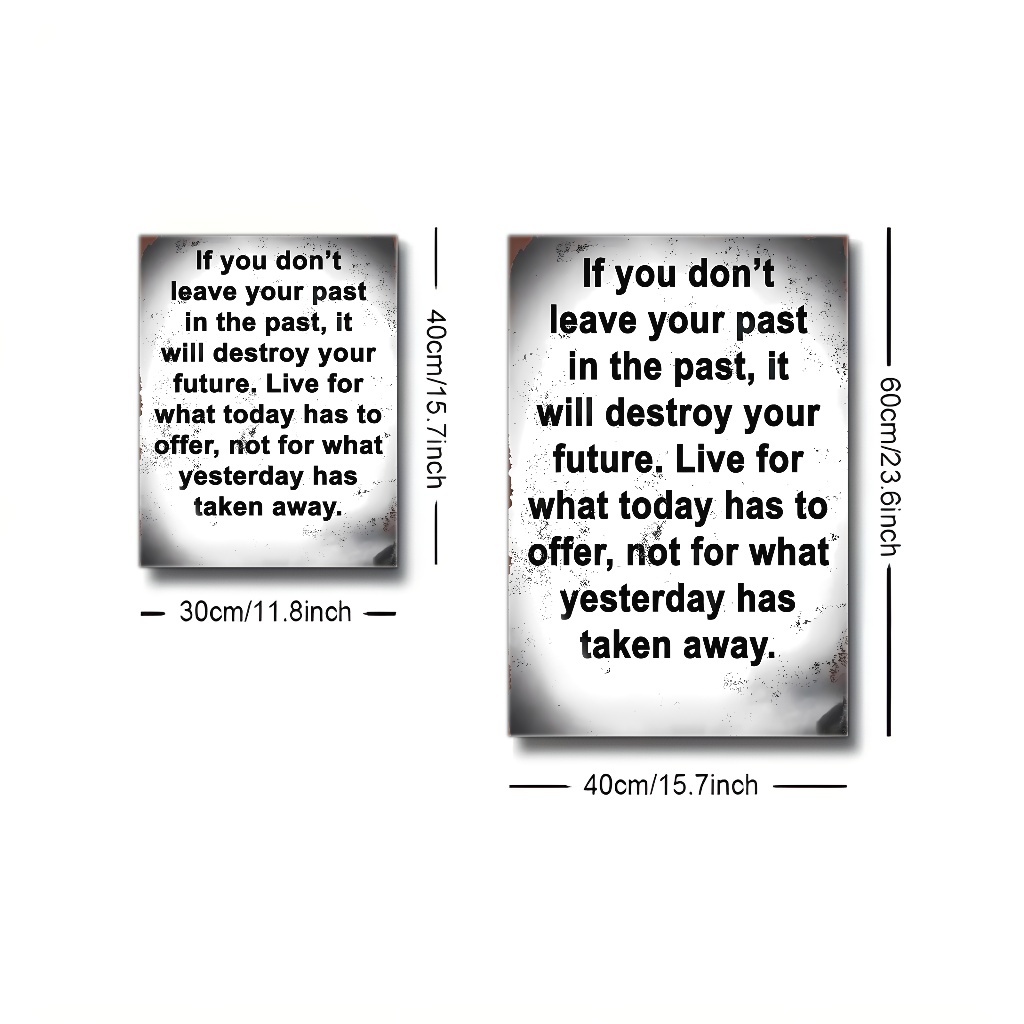 If you don’t
leave your past
in the past, it
will destroy your
future. Live for
what today has to
offer, not for what
yesterday has
taken away.
40cm/15.7inch
30cm/11.8inch
If you don’t
leave your past
in the past, it
will destroy your
future. Live for
what today has to
offer, not for what
yesterday has
taken away.
60cm/23.6inch
40cm/15.7inch